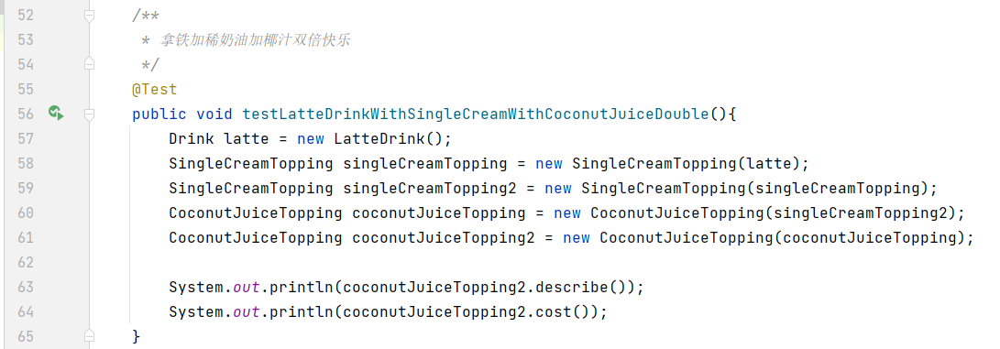 52 /**
53 * 拿铁加稀奶油加椰汁双倍快乐
54 */
55 @Test
56 public void testLatteDrinkWithSingleCreamWithCoconutJuiceDouble(){
57 Drink latte = new LatteDrink();
58 SingleCreamTopping singleCreamTopping = new SingleCreamTopping(latte);
59 SingleCreamTopping singleCreamTopping2 = new SingleCreamTopping(singleCreamTopping);
60 CoconutJuiceTopping coconutJuiceTopping = new CoconutJuiceTopping(singleCreamTopping2);
61 CoconutJuiceTopping coconutJuiceTopping2 = new CoconutJuiceTopping(coconutJuiceTopping);
62
63 System.out.println(coconutJuiceTopping2.describe());
64 System.out.println(coconutJuiceTopping2.cost());
65 }